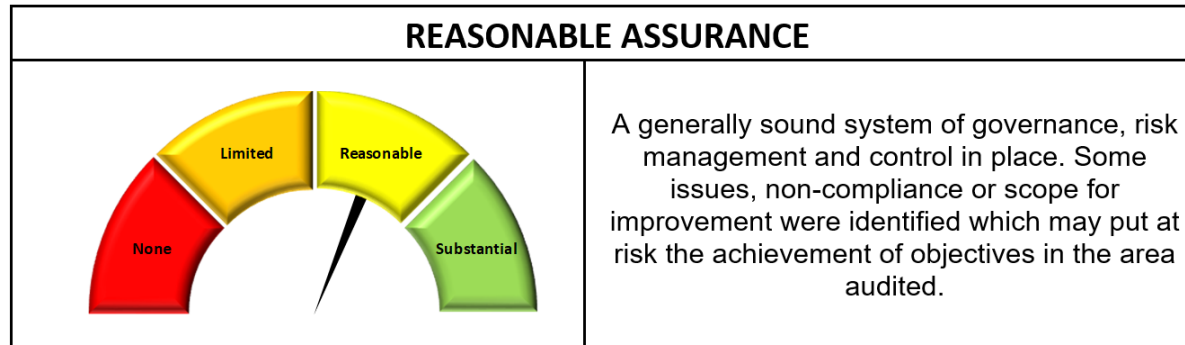 REASONABLE ASSURANCE
Limited
Reasonable
None
Substantial
A generally sound system of governance, risk
management and control in place. Some
issues, non-compliance or scope for
improvement were identified which may put at
risk the achievement of objectives in the area
audited.